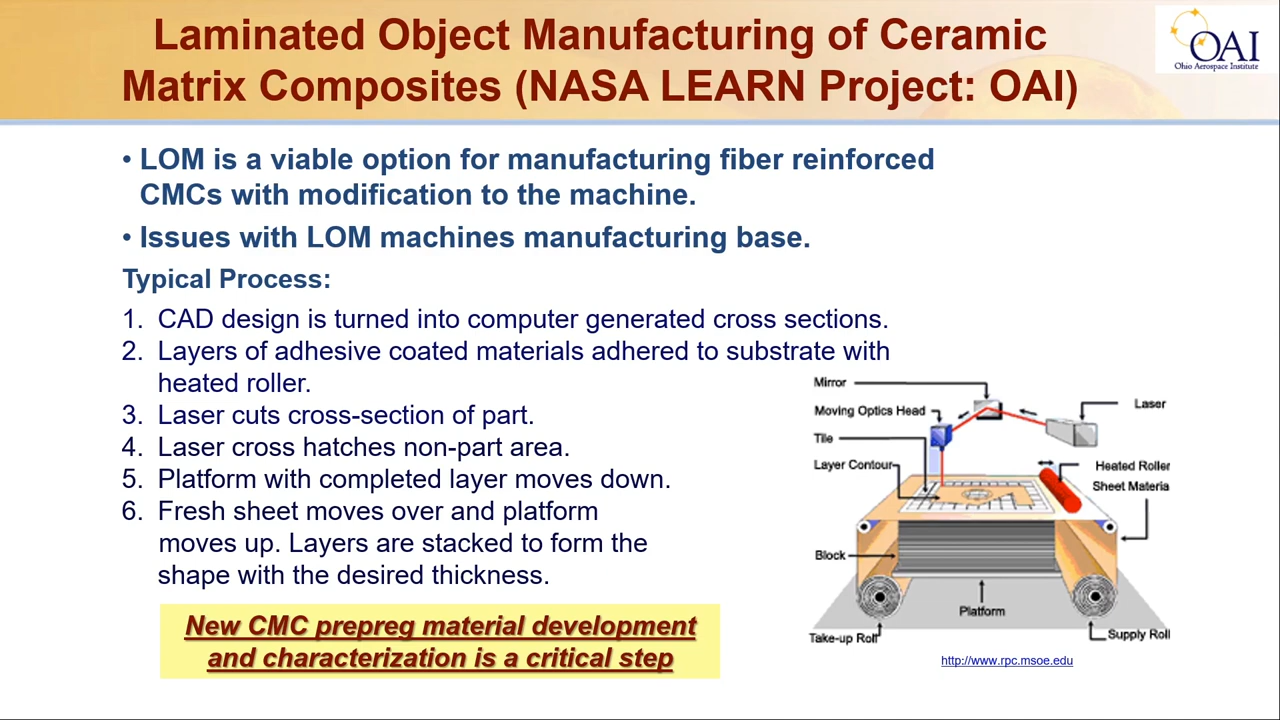 Laminated Object Manufacturing of Ceramic
Matrix Composites (NASA LEARN Project: OAI)
OAI
Ohio Aerospace Institute
• LOM is a viable option for manufacturing fiber reinforced
CMCs with modification to the machine.
• Issues with LOM machines manufacturing base.
Typical Process:
1. CAD design is turned into computer generated cross sections.
2. Layers of adhesive coated materials adhered to substrate with
heated roller.
3. Laser cuts cross-section of part.
4. Laser cross hatches non-part area.
5. Platform with completed layer moves down.
6. Fresh sheet moves over and platform
moves up. Layers are stacked to form the
shape with the desired thickness.
New CMC prepreg material development
and characterization is a critical step
Mirror
Moving Optics Head
Laser
Tile
Layer Contour
Heated Roller
Sheet Materia
Block
Platform
Take-up Roll
Supply Roll
http://www.rpc.msoe.edu